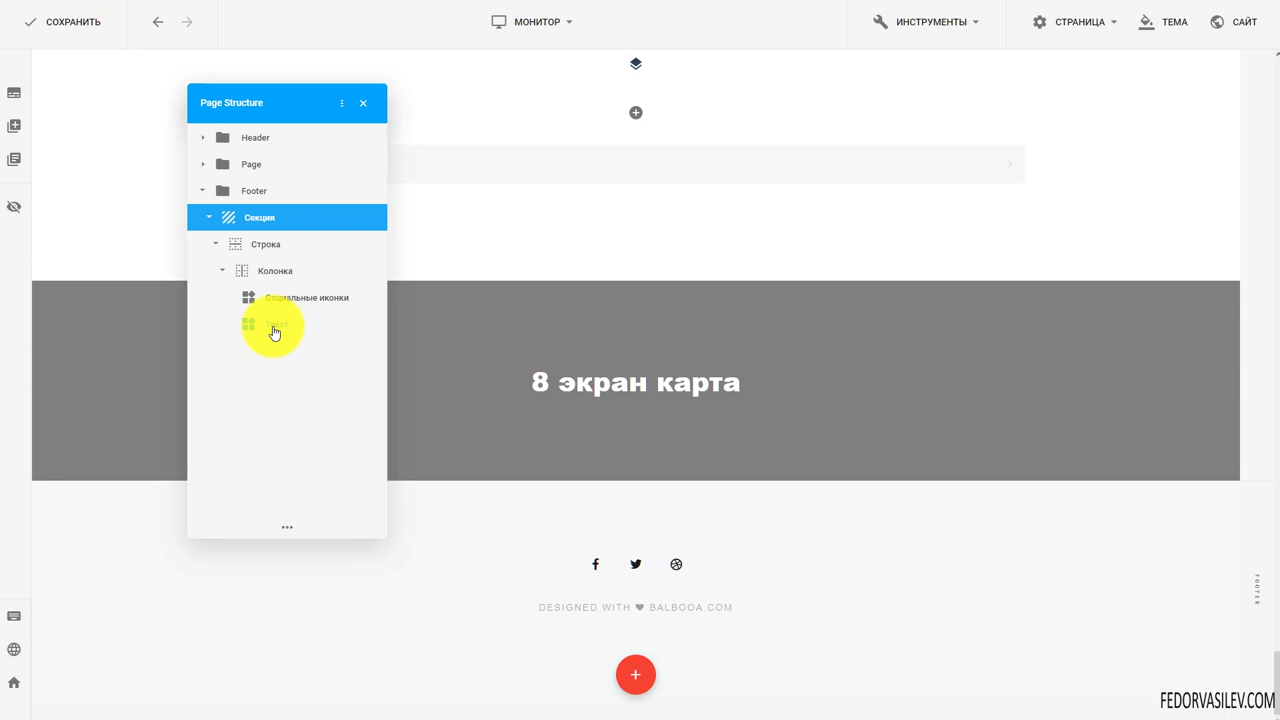 СОХРАНИТЬ
МОНИТОР
ИНСТРУМЕНТЫ
СТРАНИЦА
ТЕМА
САЙТ
Page Structure
Header
Page
Footer
Секция
Строка
Колонка
Социальные иконки
Текст
8 экран карта
DESIGNED WITH ♥ BALBOOA.COM
FOOTER
FEDORVASILEV.COM